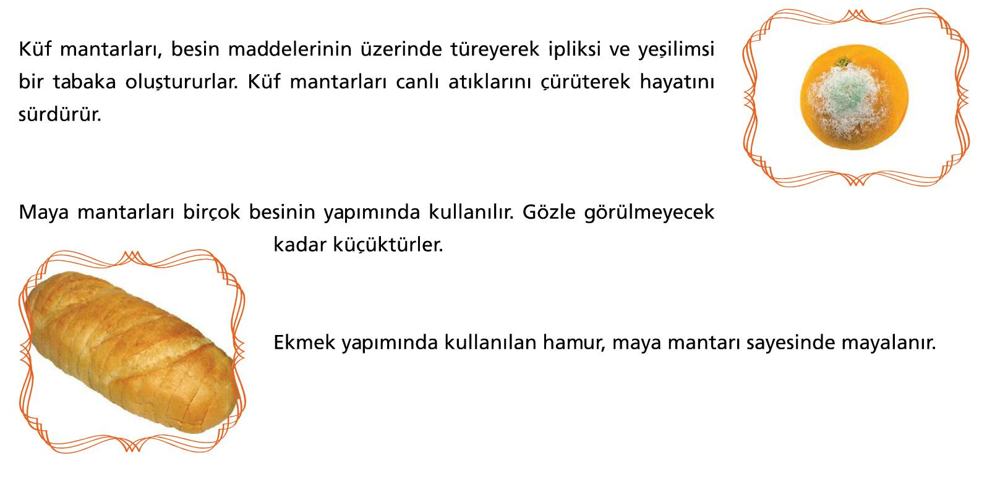 Küf mantarları, besin maddelerinin üzerinde türeyerek ipliksi ve yeşilimsi
bir tabaka oluştururlar. Küf mantarları canlı atıklarını çürüterek hayatını
sürdürür.
Maya mantarları birçok besinin yapımında kullanılır. Gözle görülmeyecek
kadar küçüktürler.
Ekmek yapımında kullanılan hamur, maya mantarı sayesinde mayalanır.